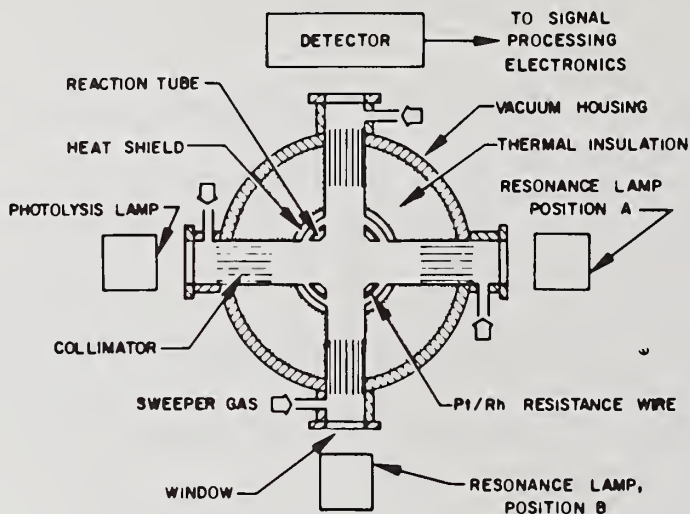 DETECTOR
TO SIGNAL
PROCESSING
ELECTRONICS
REACTION TUBE
VACUUM HOUSING
HEAT SHIELD
THERMAL INSULATION
PHOTOLYSIS LAMP
RESONANCE LAMP
POSITION A
COLLIMATOR
SWEEPER GAS
Pt/Rh RESISTANCE WIRE
WINDOW
RESONANCE LAMP,
POSITION B